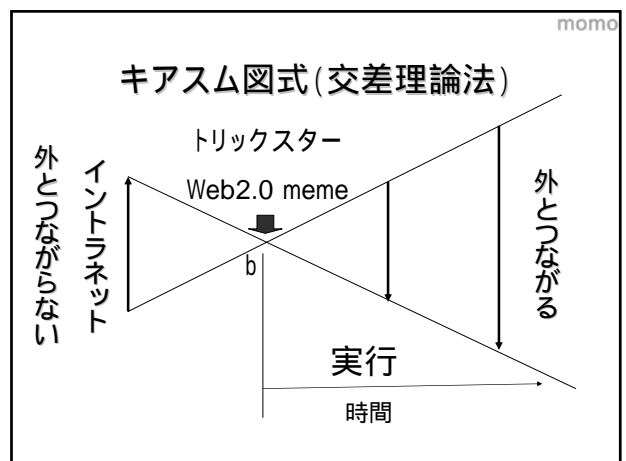 momo
キアスム図式(交差理論法)
トリックスター
Web2.0 meme
外とつながらない
イントラネット
b
外とつながる
実行
時間